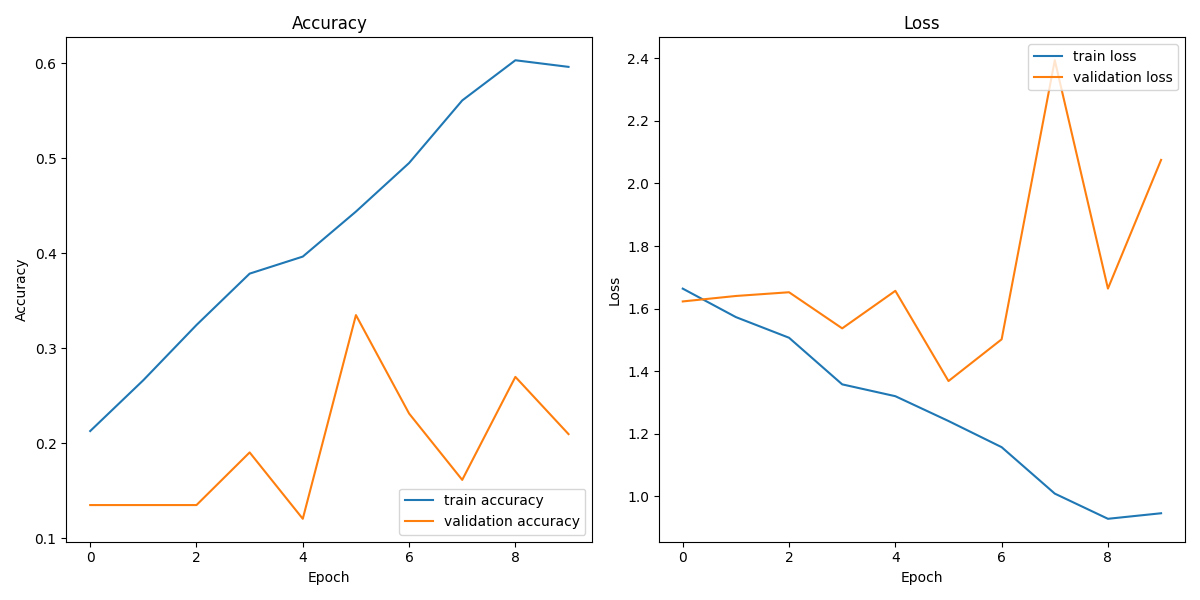 Accuracy
0.6
0.5
0.4
0.3
0.2
0.1
Accuracy
train accuracy
validation accuracy
0 2 4 6 8
Epoch
Loss
2.4
2.2
2.0
1.8
1.6
1.4
1.2
1.0
Loss
train loss
validation loss
0 2 4 6 8
Epoch